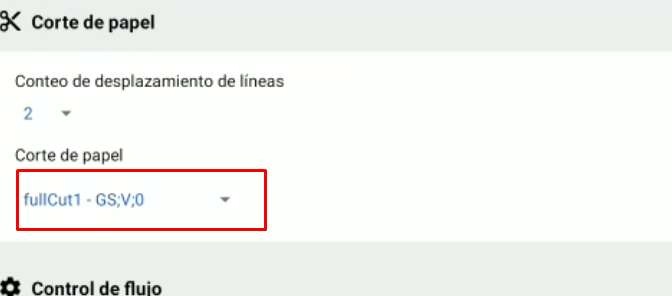 Corte de papel
Conteo de desplazamiento de líneas
2
Corte de papel
fullCut1 - GS;V;0
Control de flujo